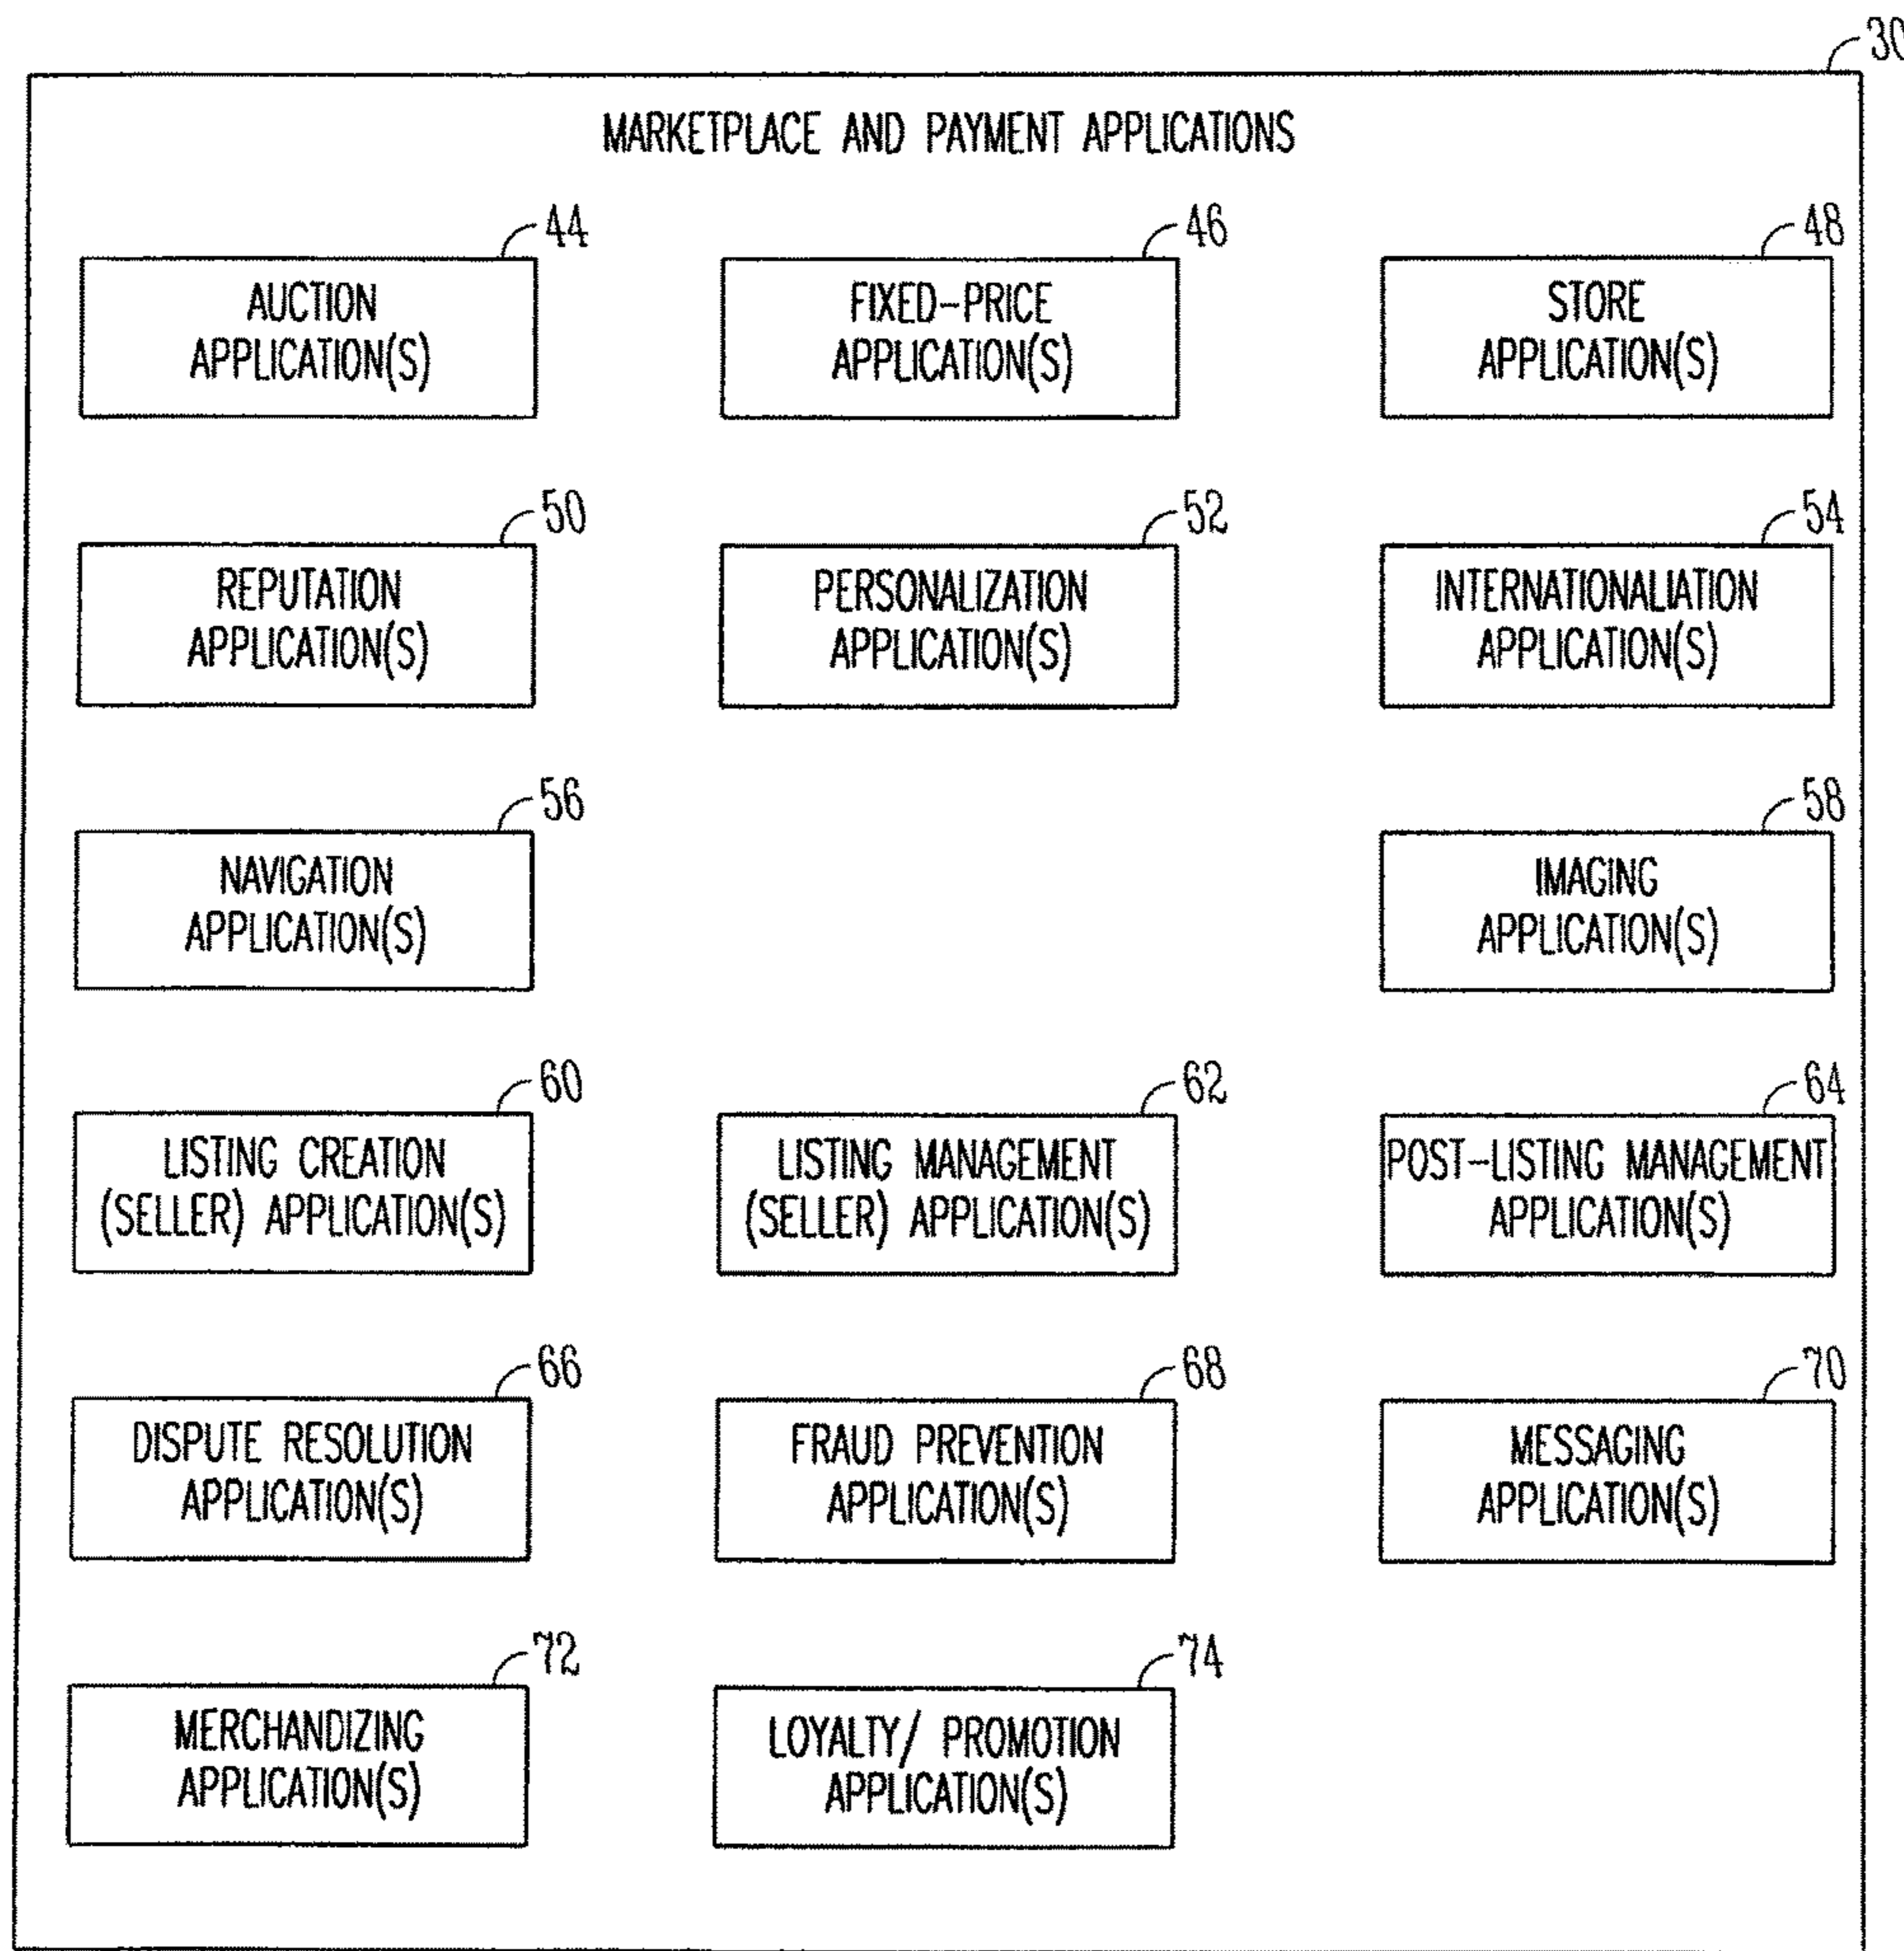 30
MARKETPLACE AND PAYMENT APPLICATIONS
44
AUCTION
APPLICATION(S)
46
FIXED-PRICE
APPLICATION(S)
48
STORE
APPLICATION(S)
50
REPUTATION
APPLICATION(S)
52
PERSONALIZATION
APPLICATION(S)
54
INTERNATIONALIATION
APPLICATION(S)
56
NAVIGATION
APPLICATION(S)
58
IMAGING
APPLICATION(S)
60
LISTING CREATION
(SELLER) APPLICATION(S)
62
LISTING MANAGEMENT
(SELLER) APPLICATION(S)
64
POST-LISTING MANAGEMENT
APPLICATION(S)
66
DISPUTE RESOLUTION
APPLICATION(S)
68
FRAUD PREVENTION
APPLICATION(S)
70
MESSAGING
APPLICATION(S)
72
MERCHANDIZING
APPLICATION(S)
74
LOYALTY/ PROMOTION
APPLICATION(S)